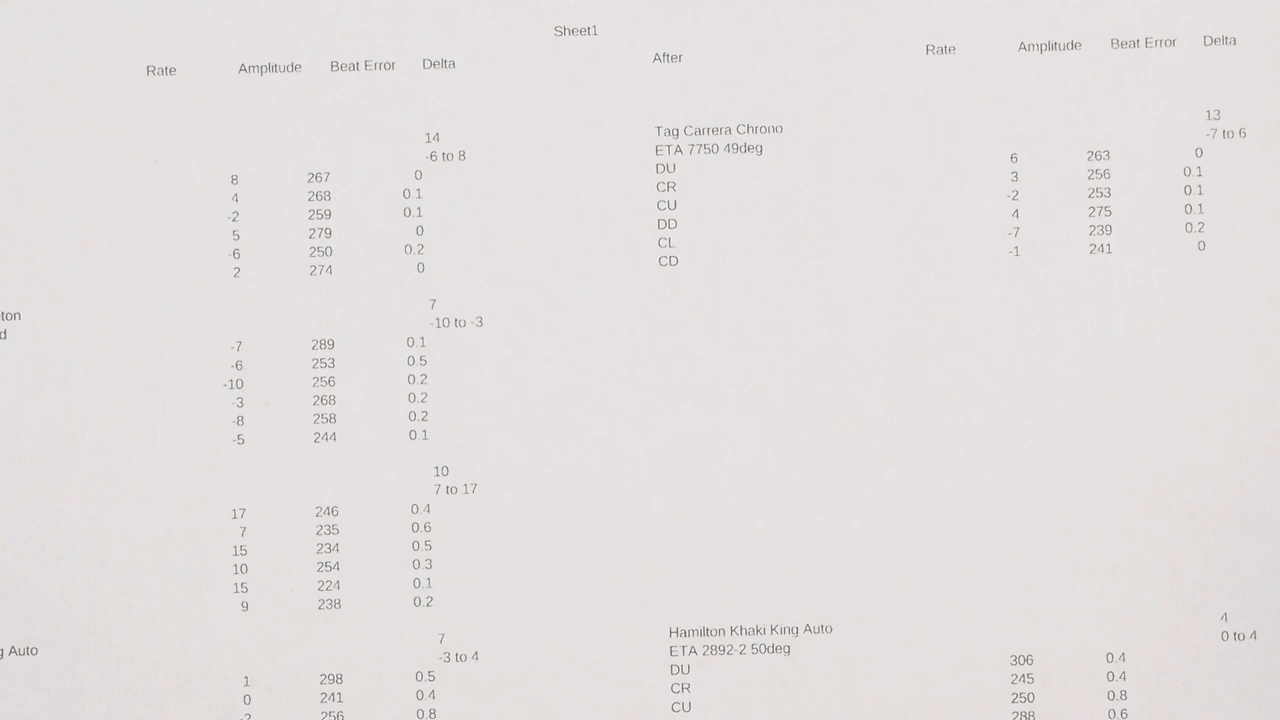 Sheet1
Rate Amplitude Beat Error Delta
14
-6 to 8
8 267 0
4 268 0.1
-2 259 0.1
5 279 0
-6 250 0.2
2 274 0
ton
d
7
-10 to -3
-7 289 0.1
-6 253 0.5
-10 256 0.2
-3 268 0.2
-8 258 0.2
-5 244 0.1
10
7 to 17
17 246 0.4
7 235 0.6
15 234 0.5
10 254 0.3
15 224 0.1
9 238 0.2
g Auto
7
-3 to 4
1 298 0.5
0 241 0.4
-2 256 0.8
After Rate Amplitude Beat Error Delta
13
Tag Carrera Chrono -7 to 6
ETA 7750 49deg
DU 6 263 0
CR 3 256 0.1
CU -2 253 0.1
DD 4 275 0.1
CL -7 239 0.2
CD -1 241 0
4
Hamilton Khaki King Auto 0 to 4
ETA 2892-2 50deg
DU 306 0.4
CR 245 0.4
CU 250 0.8
288 0.6